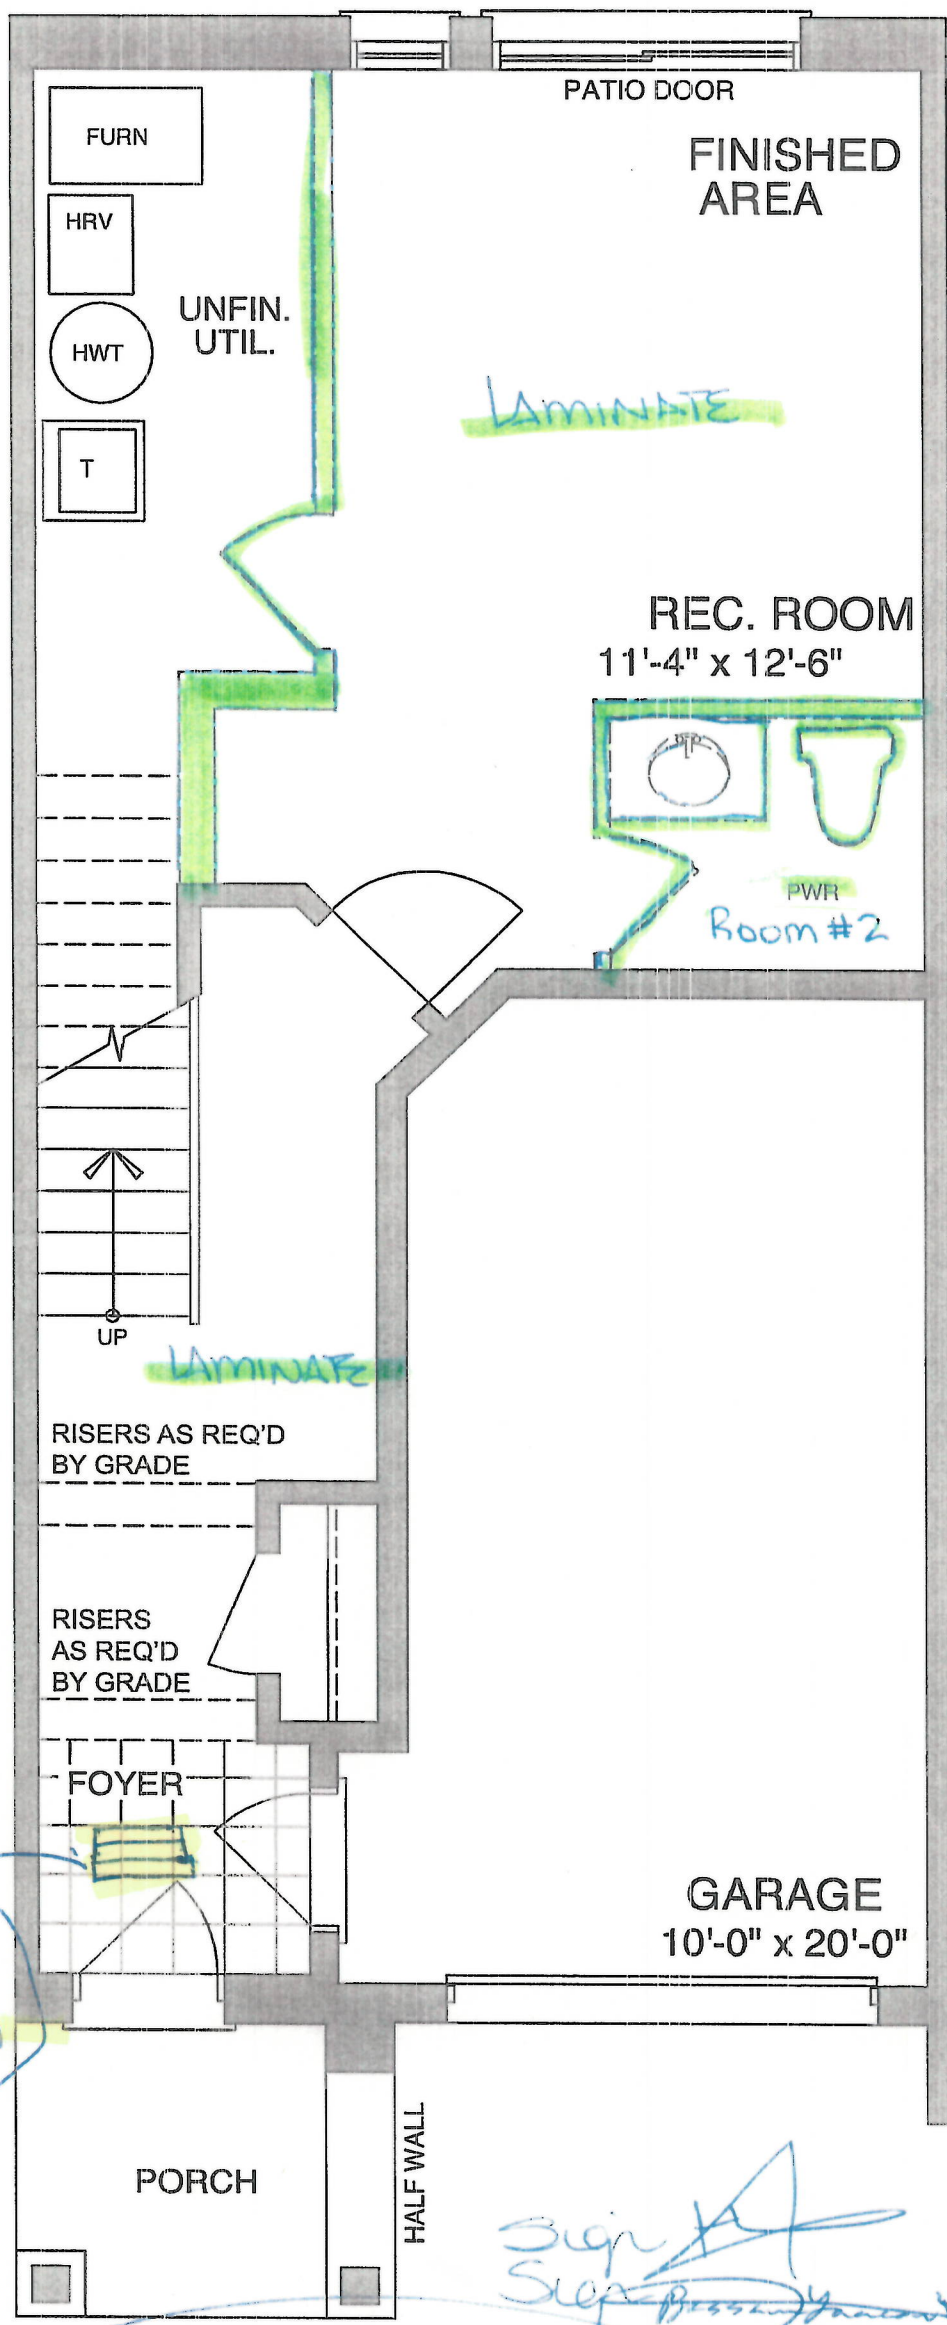 PATIO DOOR
FURN
FINISHED
AREA
HRV
UNFIN.
UTIL.
HWT
LAMINATE
T
REC. ROOM
11'-4" x 12'-6"
PWR
Room #2
UP
LAMINATE
RISERS AS REQ'D
BY GRADE
RISERS
AS REQ'D
BY GRADE
FOYER
GARAGE
10'-0" x 20'-0"
HALF WALL
PORCH
Sign
Sign